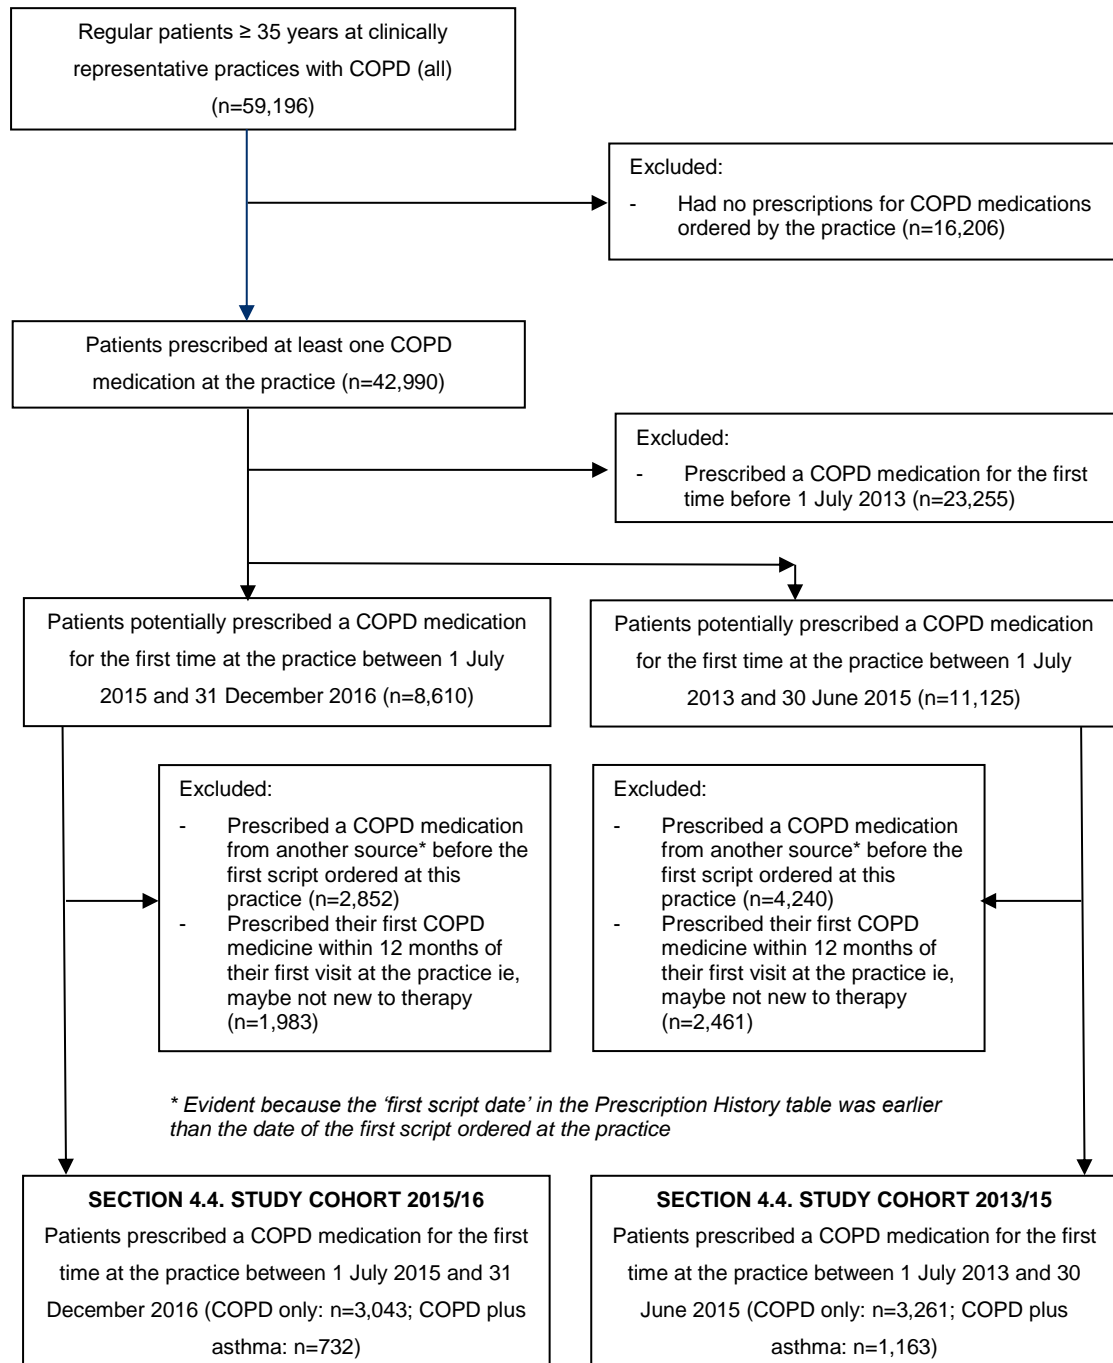 Regular patients ≥ 35 years at clinically
representative practices with COPD (all)
(n=59,196)
Excluded:
- Had no prescriptions for COPD medications
ordered by the practice (n=16,206)
Patients prescribed at least one COPD
medication at the practice (n=42,990)
Excluded:
- Prescribed a COPD medication for the first
time before 1 July 2013 (n=23,255)
Patients potentially prescribed a COPD medication
for the first time at the practice between 1 July
2015 and 31 December 2016 (n=8,610)
Patients potentially prescribed a COPD medication
for the first time at the practice between 1 July
2013 and 30 June 2015 (n=11,125)
Excluded:
- Prescribed a COPD medication
from another source* before the
first script ordered at this
practice (n=2,852)
- Prescribed their first COPD
medicine within 12 months of
their first visit at the practice ie,
maybe not new to therapy
(n=1,983)
Excluded:
- Prescribed a COPD medication
from another source* before the
first script ordered at this
practice (n=4,240)
- Prescribed their first COPD
medicine within 12 months of
their first visit at the practice ie,
maybe not new to therapy
(n=2,461)
* Evident because the ‘first script date’ in the Prescription History table was earlier
than the date of the first script ordered at the practice
SECTION 4.4. STUDY COHORT 2015/16
Patients prescribed a COPD medication for the first
time at the practice between 1 July 2015 and 31
December 2016 (COPD only: n=3,043; COPD plus
asthma: n=732)
SECTION 4.4. STUDY COHORT 2013/15
Patients prescribed a COPD medication for the first
time at the practice between 1 July 2013 and 30
June 2015 (COPD only: n=3,261; COPD plus
asthma: n=1,163)